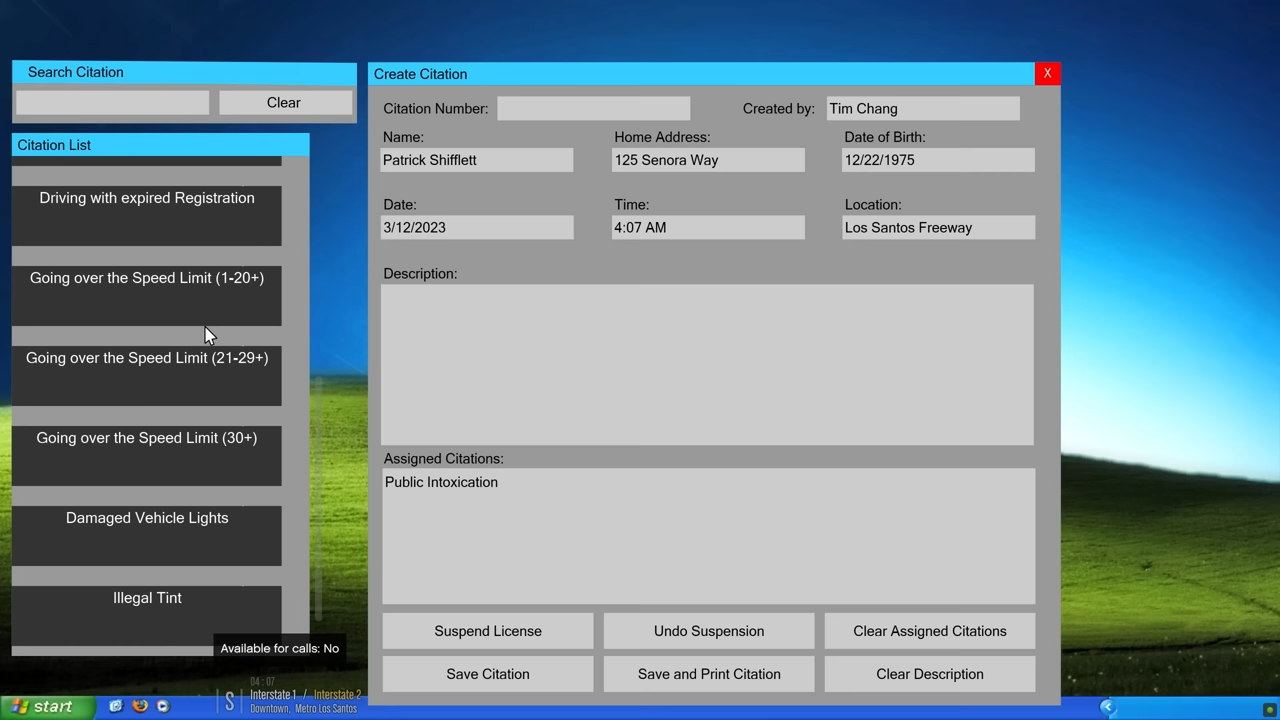 Search Citation
Clear
Citation List
Driving with expired Registration
Going over the Speed Limit (1-20+)
Going over the Speed Limit (21-29+)
Going over the Speed Limit (30+)
Damaged Vehicle Lights
Illegal Tint
Create Citation
X
Citation Number:
Created by: Tim Chang
Name: Home Address: Date of Birth:
Patrick Shifflett 125 Senora Way 12/22/1975
Date: Time: Location:
3/12/2023 4:07 AM Los Santos Freeway
Description:
Assigned Citations:
Public Intoxication
Suspend License Undo Suspension Clear Assigned Citations
Save Citation Save and Print Citation Clear Description
Available for calls: No
04 : 07
S
Interstate 1 / Interstate 2
Downtown, Metro Los Santos
start